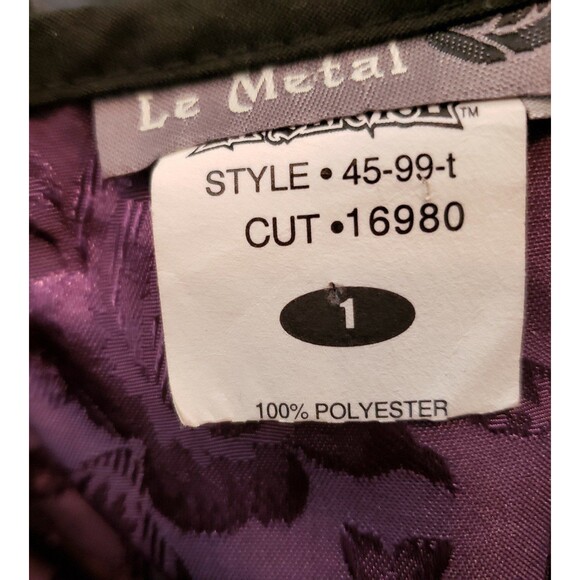 Le Metal
™
STYLE • 45-99-t
CUT •16980
1
100% POLYESTER